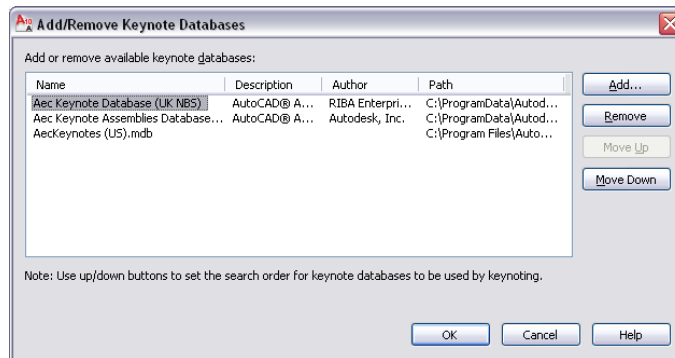 Add/Remove Keynote Databases
Add or remove available keynote databases:
Name Description Author Path
Aec Keynote Database (UK NBS) AutoCAD® A... RIBA Enterpri... C:\ProgramData\Autod...
Aec Keynote Assemblies Database... AutoCAD® A... Autodesk, Inc. C:\ProgramData\Autod...
AecKeynotes (US).mdb C:\Program Files\Auto...
Add...
Remove
Move Up
Move Down
Note: Use up/down buttons to set the search order for keynote databases to be used by keynoting.
OK Cancel Help